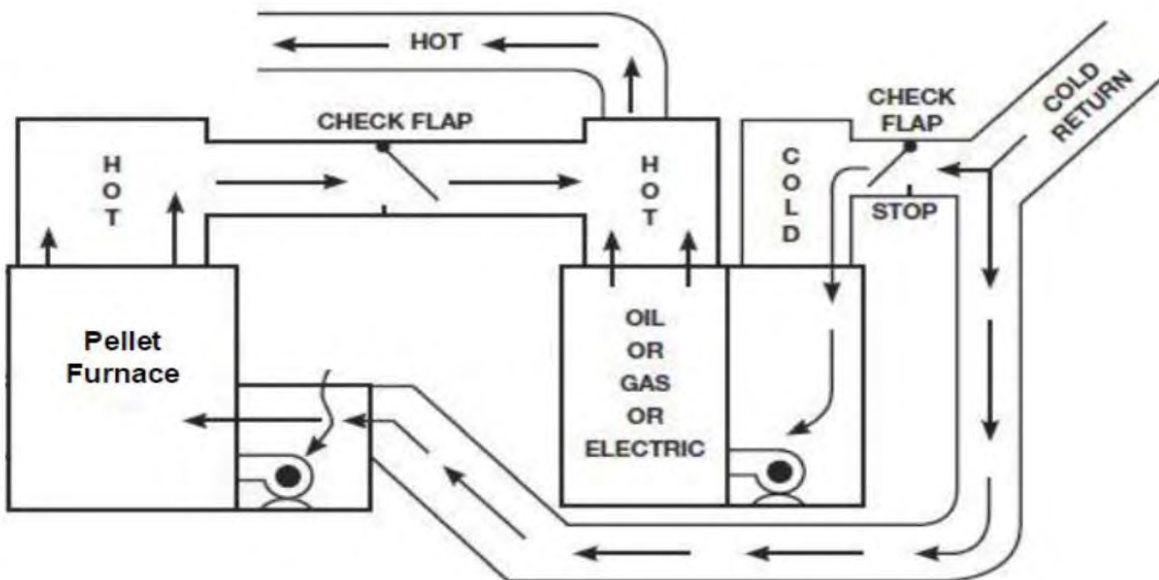 HOT
CHECK FLAP
CHECK
FLAP
COLD
RETURN
H
O
T
H
O
T
C
O
L
D
STOP
Pellet
Furnace
OIL
OR
GAS
OR
ELECTRIC